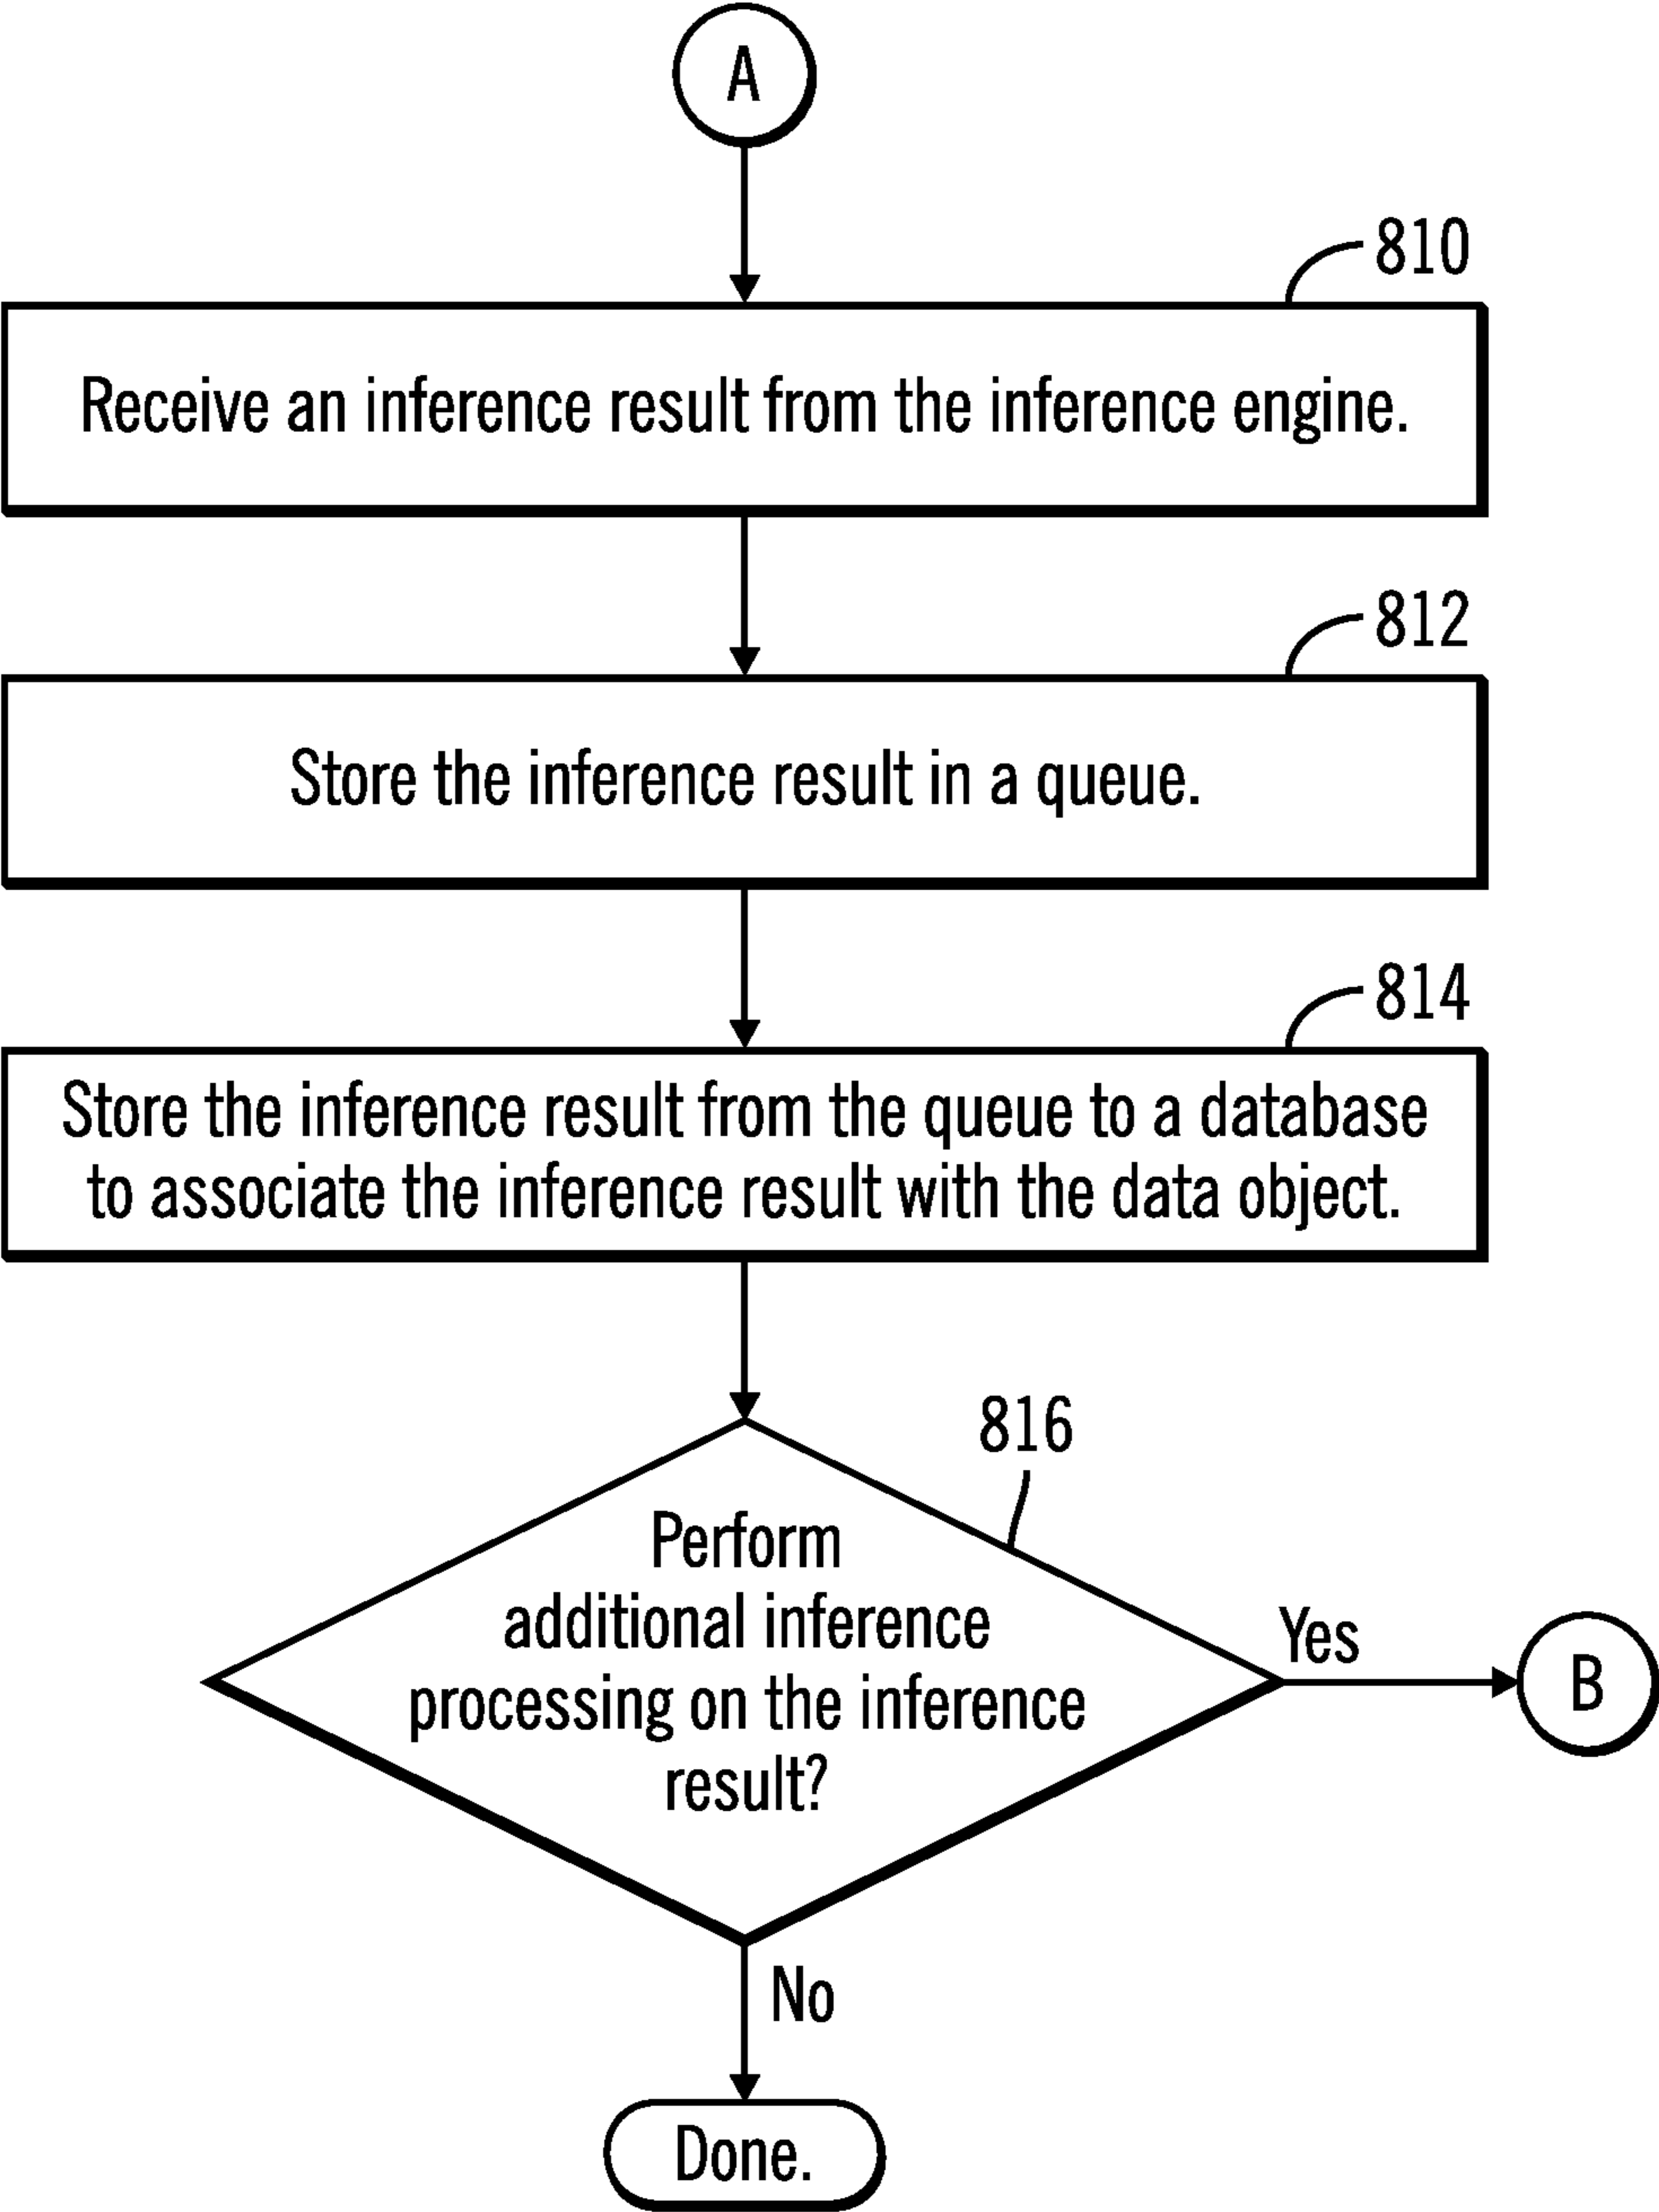 A
810
Receive an inference result from the inference engine.
812
Store the inference result in a queue.
814
Store the inference result from the queue to a database
to associate the inference result with the data object.
816
Perform
additional inference
processing on the inference
result?
Yes
B
No
Done.